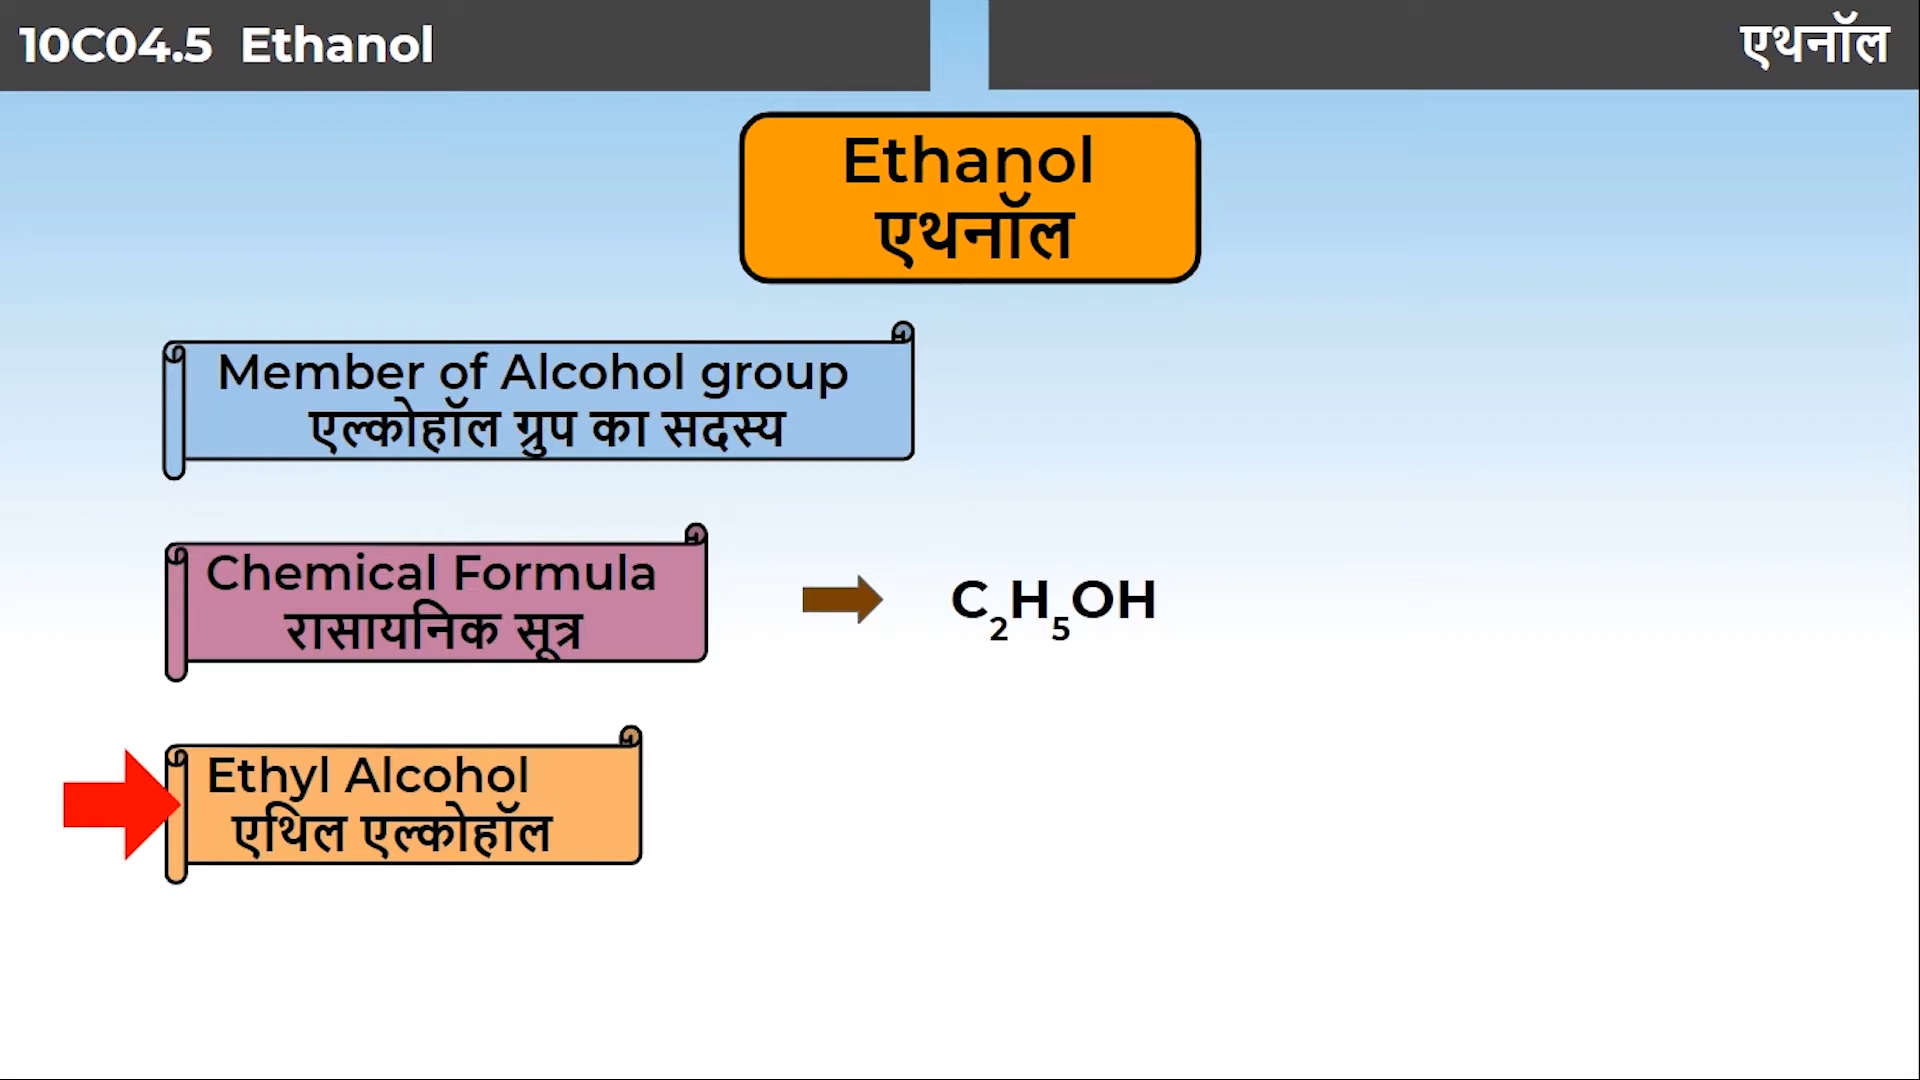 10C04.5 Ethanol
एथनॉल
Ethanol
एथनॉल
Member of Alcohol group
एल्कोहॉल ग्रुप का सदस्य
Chemical Formula
रासायनिक सूत्र
C₂H₅OH
Ethyl Alcohol
एथिल एल्कोहॉल